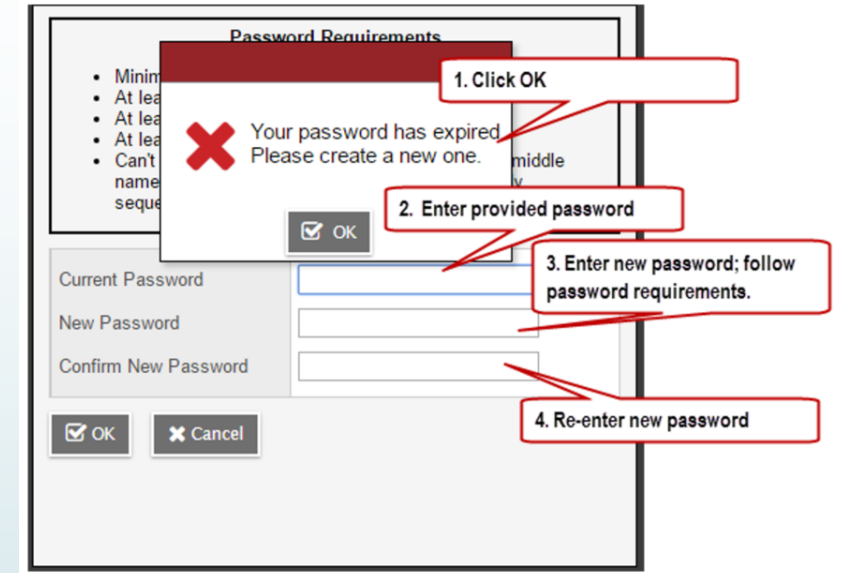 Password Requirements
1. Click OK
• Minim
• At lea
• At lea
• At lea
• Can't
middle
name
seque
Your password has expired
Please create a new one.
OK
2. Enter provided password
3. Enter new password; follow
password requirements.
Current Password
New Password
Confirm New Password
4. Re-enter new password
OK
Cancel